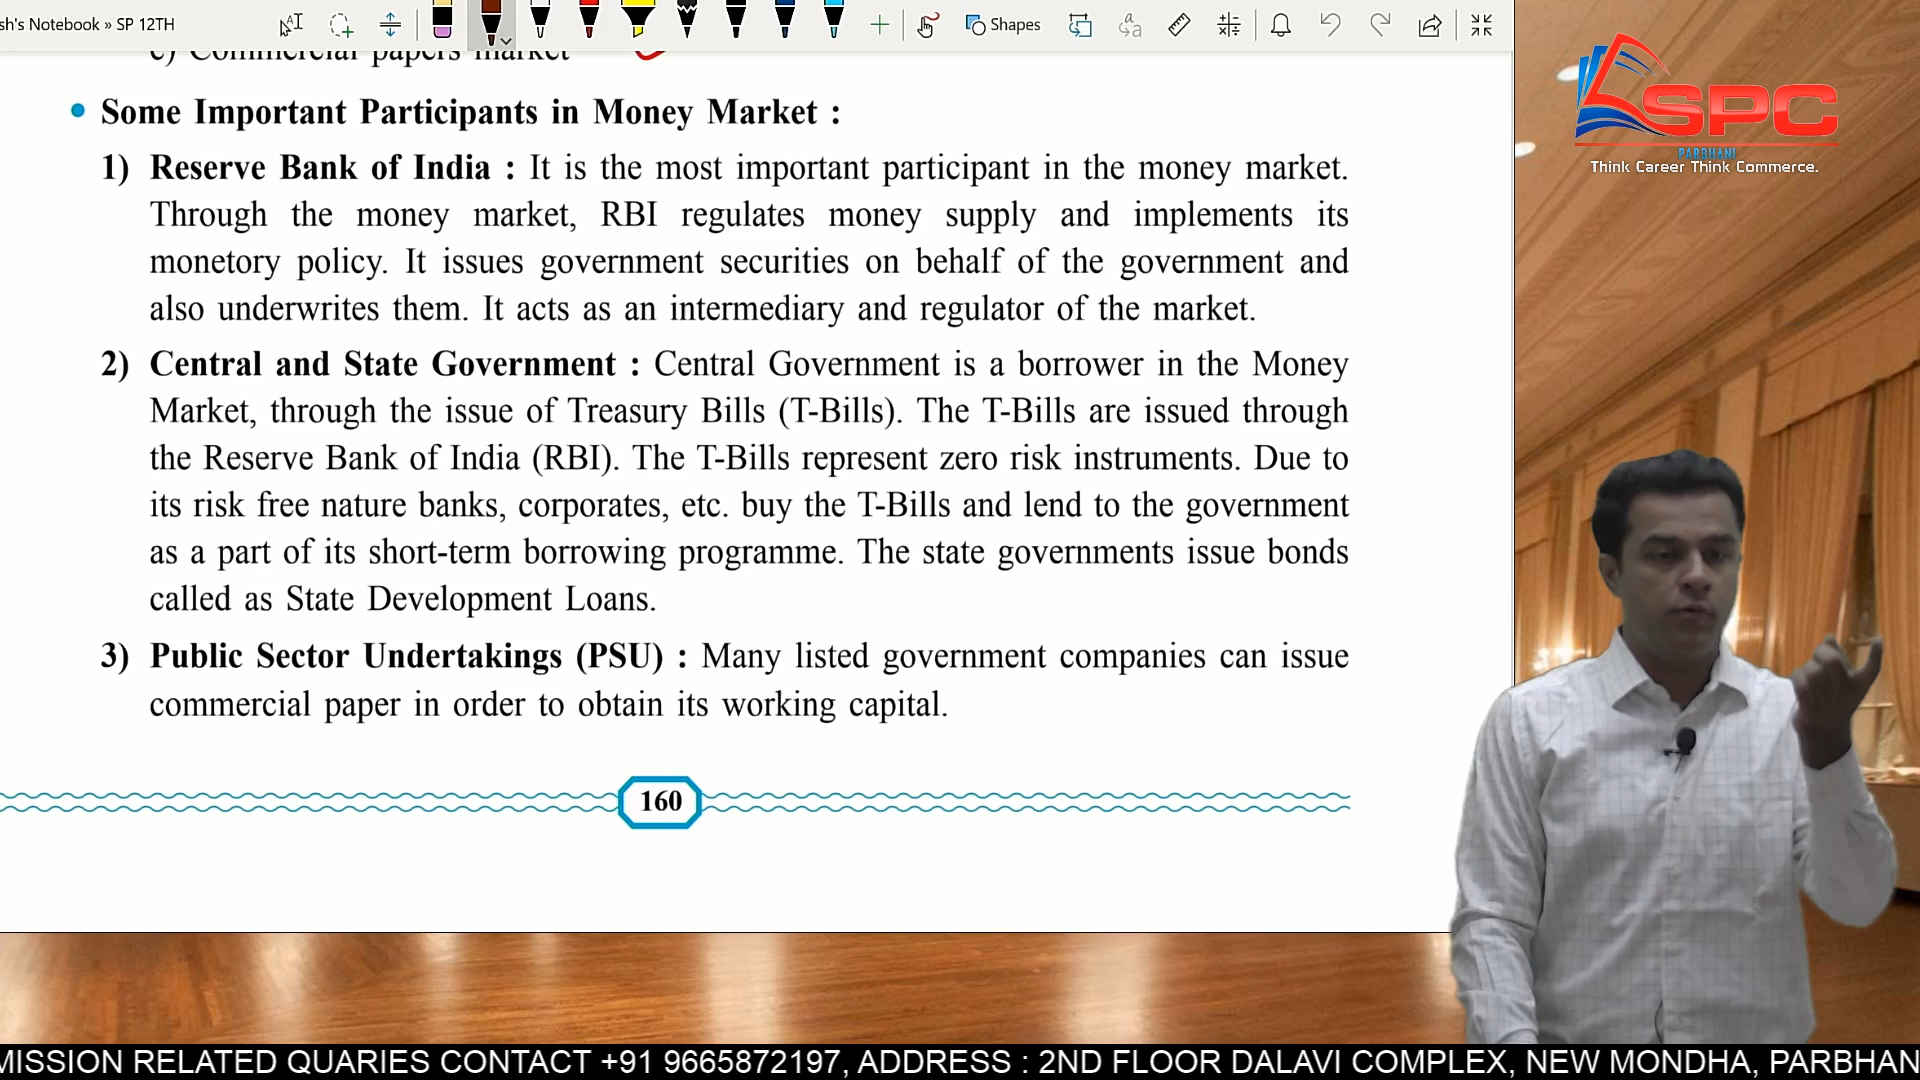 sh's Notebook » SP 12TH
Shapes
c) Commercial papers market
SPC
PARBHANI
Think Career Think Commerce.
• Some Important Participants in Money Market :
1) Reserve Bank of India : It is the most important participant in the money market.
Through the money market, RBI regulates money supply and implements its
monetory policy. It issues government securities on behalf of the government and
also underwrites them. It acts as an intermediary and regulator of the market.
2) Central and State Government : Central Government is a borrower in the Money
Market, through the issue of Treasury Bills (T-Bills). The T-Bills are issued through
the Reserve Bank of India (RBI). The T-Bills represent zero risk instruments. Due to
its risk free nature banks, corporates, etc. buy the T-Bills and lend to the government
as a part of its short-term borrowing programme. The state governments issue bonds
called as State Development Loans.
3) Public Sector Undertakings (PSU) : Many listed government companies can issue
commercial paper in order to obtain its working capital.
160
MISSION RELATED QUARIES CONTACT +91 9665872197, ADDRESS : 2ND FLOOR DALAVI COMPLEX, NEW MONDHA, PARBHAN